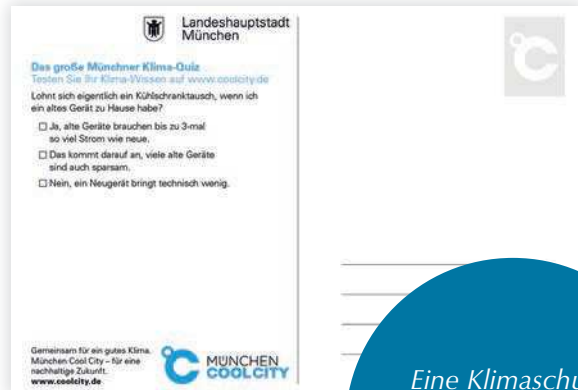 Landeshauptstadt
München
Das große Münchner Klima-Quiz
Testen Sie Ihr Klima-Wissen auf www.coolcity.de
Lohnt sich eigentlich ein Kühlschranktausch, wenn ich
ein altes Gerät zu Hause habe?
☐ Ja, alte Geräte brauchen bis zu 3-mal
so viel Strom wie neue.
☐ Das kommt darauf an, viele alte Geräte
sind auch sparsam.
☐ Nein, ein Neugerät bringt technisch wenig.
Gemeinsam für ein gutes Klima.
München Cool City – für eine
nachhaltige Zukunft.
www.coolcity.de
°C MÜNCHEN
COOLCITY
°C
Eine Klimaschu